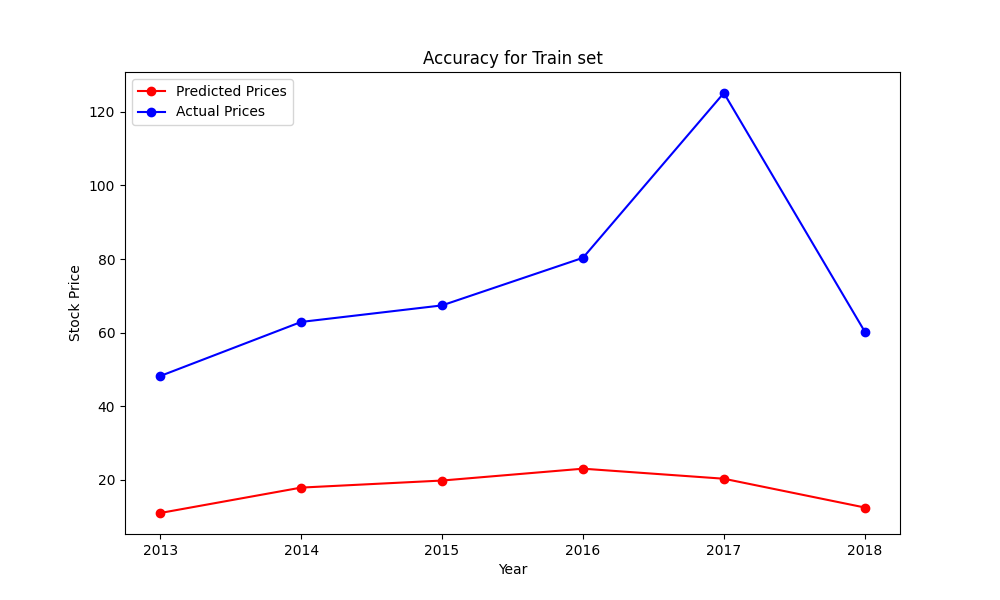 Accuracy for Train set
Predicted Prices
Actual Prices
120
100
80
60
40
20
Stock Price
2013 2014 2015 2016 2017 2018
Year